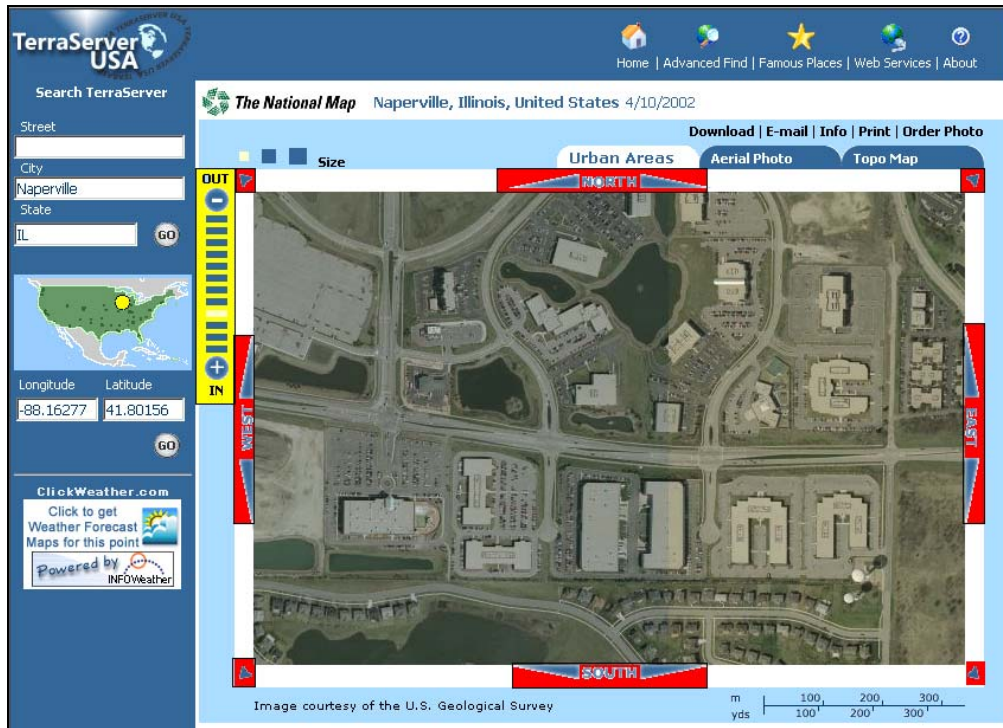 TerraServer
USA
Home | Advanced Find | Famous Places | Web Services | About
Search TerraServer
Street
City
Naperville
State
IL
GO
Longitude Latitude
-88.16277 41.80156
GO
ClickWeather.com
Click to get
Weather Forecast
Maps for this point
Powered by
INFOWeather
The National Map Naperville, Illinois, United States 4/10/2002
Download | E-mail | Info | Print | Order Photo
Size
Urban Areas Aerial Photo Topo Map
OUT
IN
NORTH
WEST
EAST
SOUTH
Image courtesy of the U.S. Geological Survey
m 100 200 300
yds 100 200 300